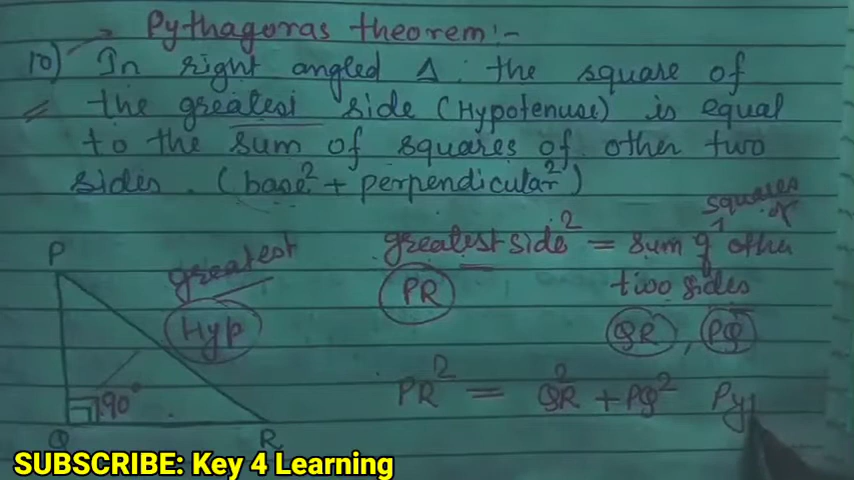 Pythagoras theorem :-
10) In right angled Δ. the square of
the greatest side (Hypotenuse) is equal
to the sum of squares of other two
sides. (base² + perpendicular²)
squares of
greatest side² = sum of other
two sides
PR
QR , PQ
PR² = QR² + PQ² Py
P
greatest
Hyp
90°
Q R
SUBSCRIBE: Key 4 Learning